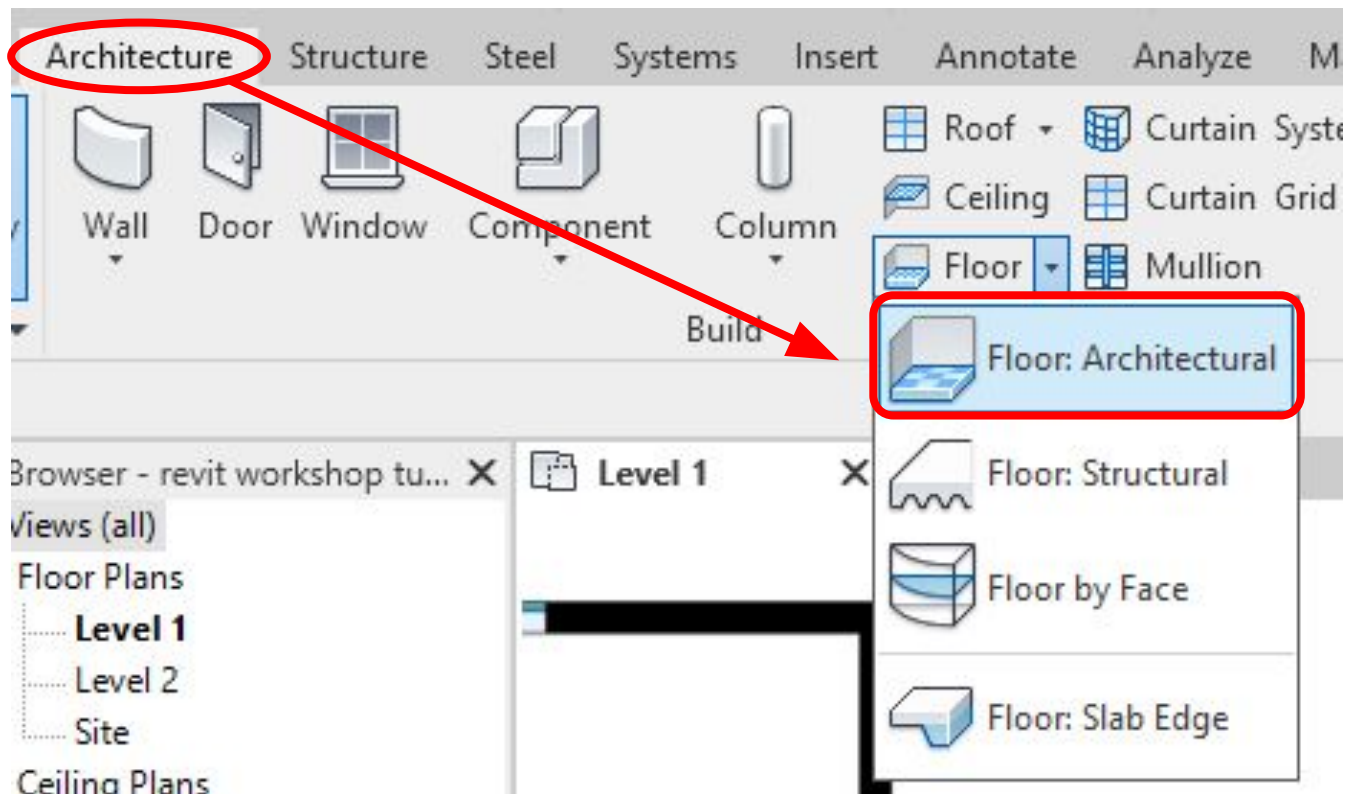 Architecture Structure Steel Systems Insert Annotate Analyze
Roof Curtain
Ceiling Curtain Grid
Wall Door Window Component Column
Floor Mullion
Build
Floor: Architectural
Browser - revit workshop tu... Level 1
Floor: Structural
Views (all)
Floor Plans
Floor by Face
Level 1
Level 2
Site
Floor: Slab Edge
Ceiling Plans